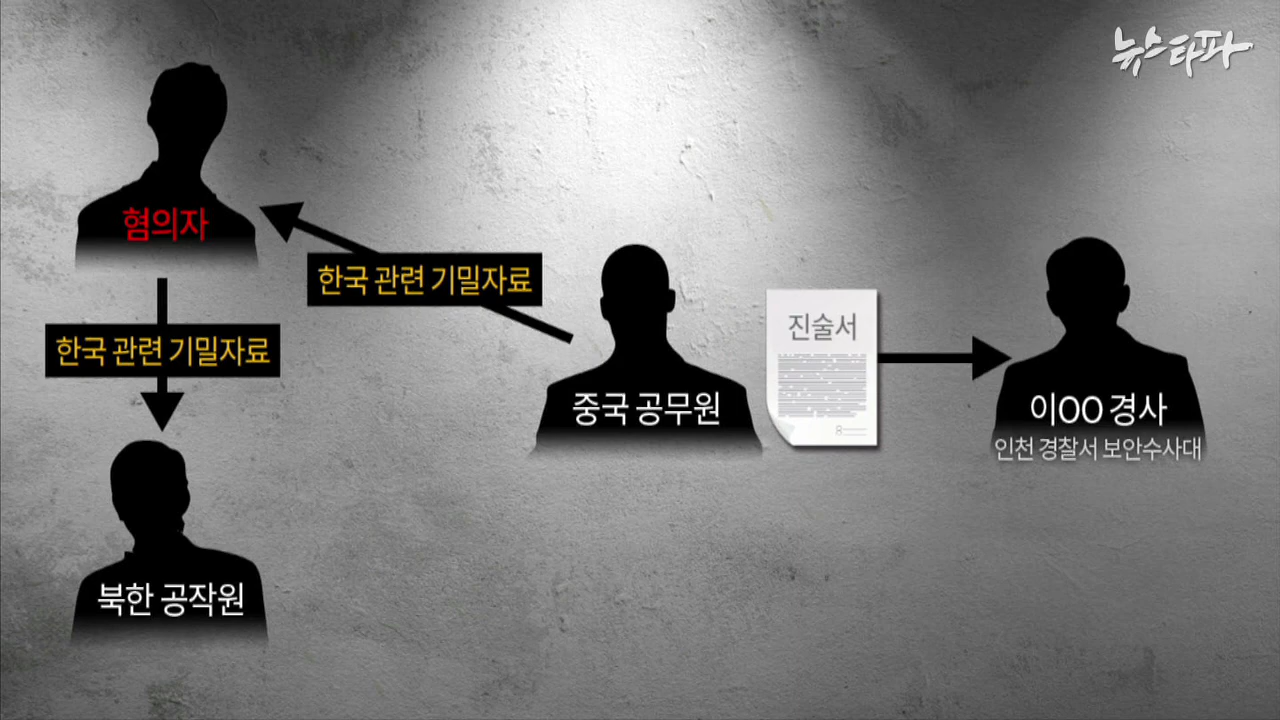 뉴스타파
혐의자
한국 관련 기밀자료
한국 관련 기밀자료
북한 공작원
중국 공무원
진술서
이OO 경사
인천 경찰서 보안수사대